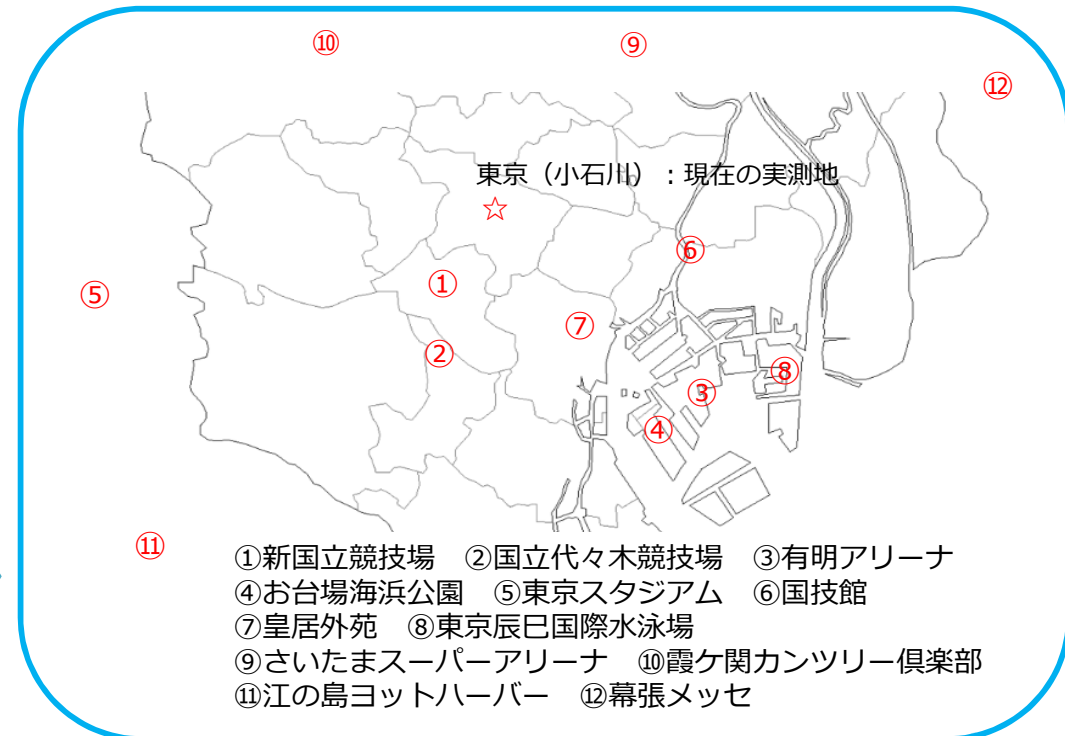 ⑩
⑨
⑫
東京（小石川）：現在の実測地
☆
⑥
①
⑤
⑦
②
⑧
③
④
⑪
①新国立競技場　②国立代々木競技場　③有明アリーナ
④お台場海浜公園　⑤東京スタジアム　⑥国技館
⑦皇居外苑　⑧東京辰巳国際水泳場
⑨さいたまスーパーアリーナ　⑩霞ケ関カンツリー倶楽部
⑪江の島ヨットハーバー　⑫幕張メッセ